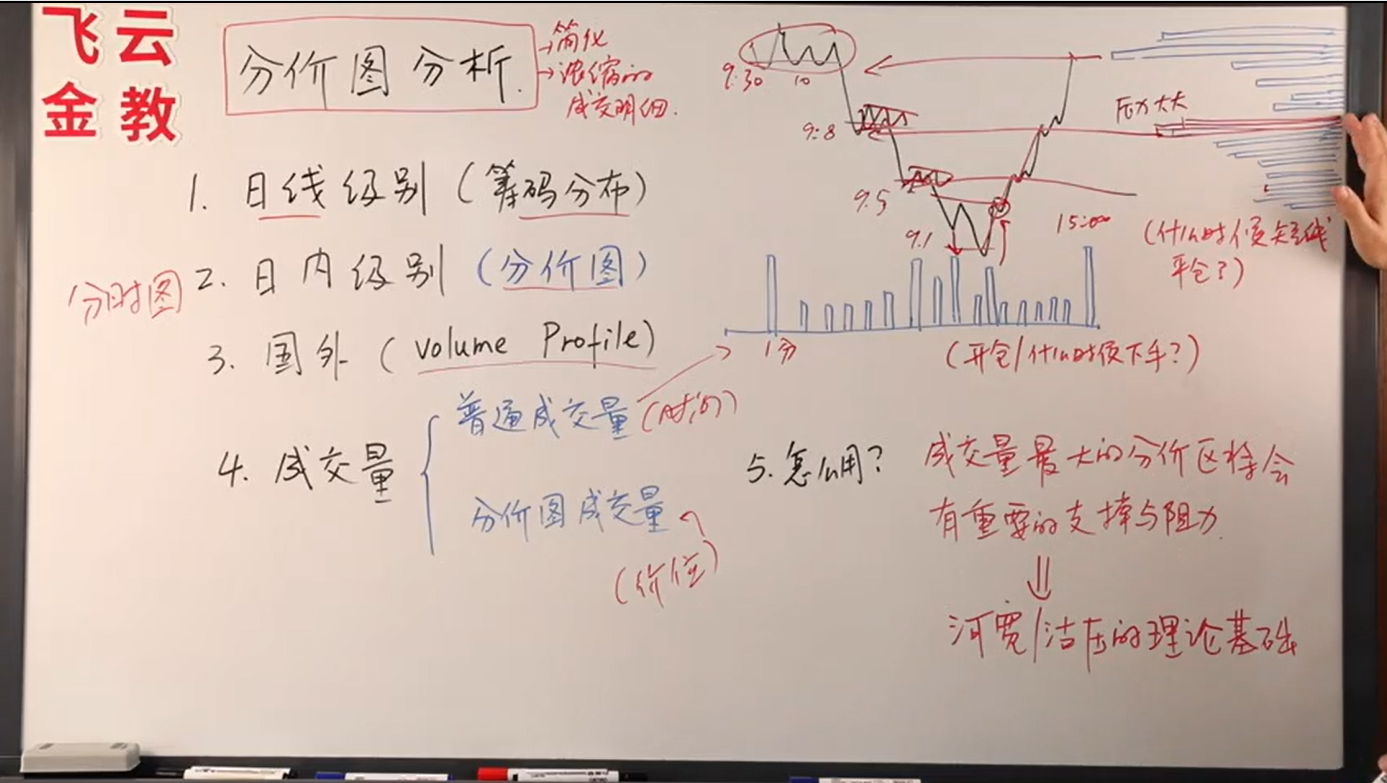 飞云
金教
分价图分析.
→简化
→浓缩的
成交明细.
1. 日线级别 (筹码分布)
2. 日内级别 (分价图)
分时图
3. 国外 (Volume Profile)
4. 成交量
普通成交量 (时间)
分价图成交量
(价位)
9:30
10
9.8
9.5
9.1
15:00
压力大大
(什么时候短线
平仓?)
1分
(开仓/什么时候下手?)
5. 怎么用?
成交量最大的分价区将会
有重要的支撑与阻力.
⇓
河宽/沽压的理论基础